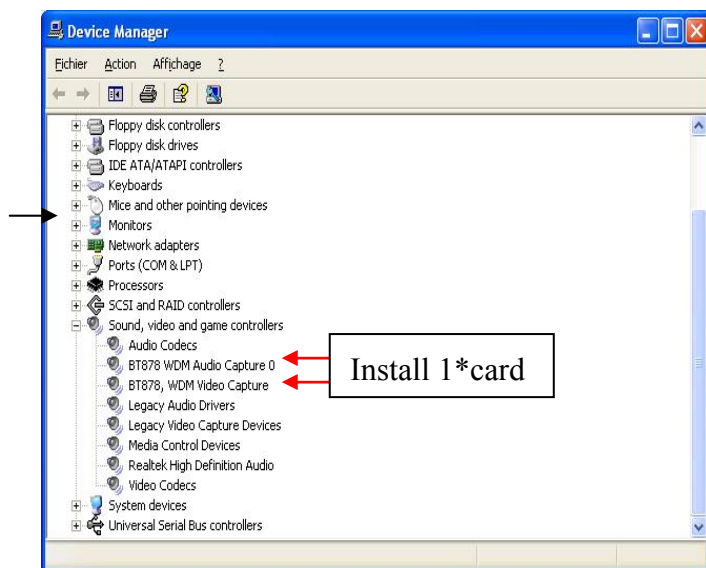 Device Manager
Fichier Action Affichage ?
Floppy disk controllers
Floppy disk drives
IDE ATA/ATAPI controllers
Keyboards
Mice and other pointing devices
Monitors
Network adapters
Ports (COM & LPT)
Processors
SCSI and RAID controllers
Sound, video and game controllers
Audio Codecs
BT878 WDM Audio Capture 0
BT878, WDM Video Capture
Install 1*card
Legacy Audio Drivers
Legacy Video Capture Devices
Media Control Devices
Realtek High Definition Audio
Video Codecs
System devices
Universal Serial Bus controllers